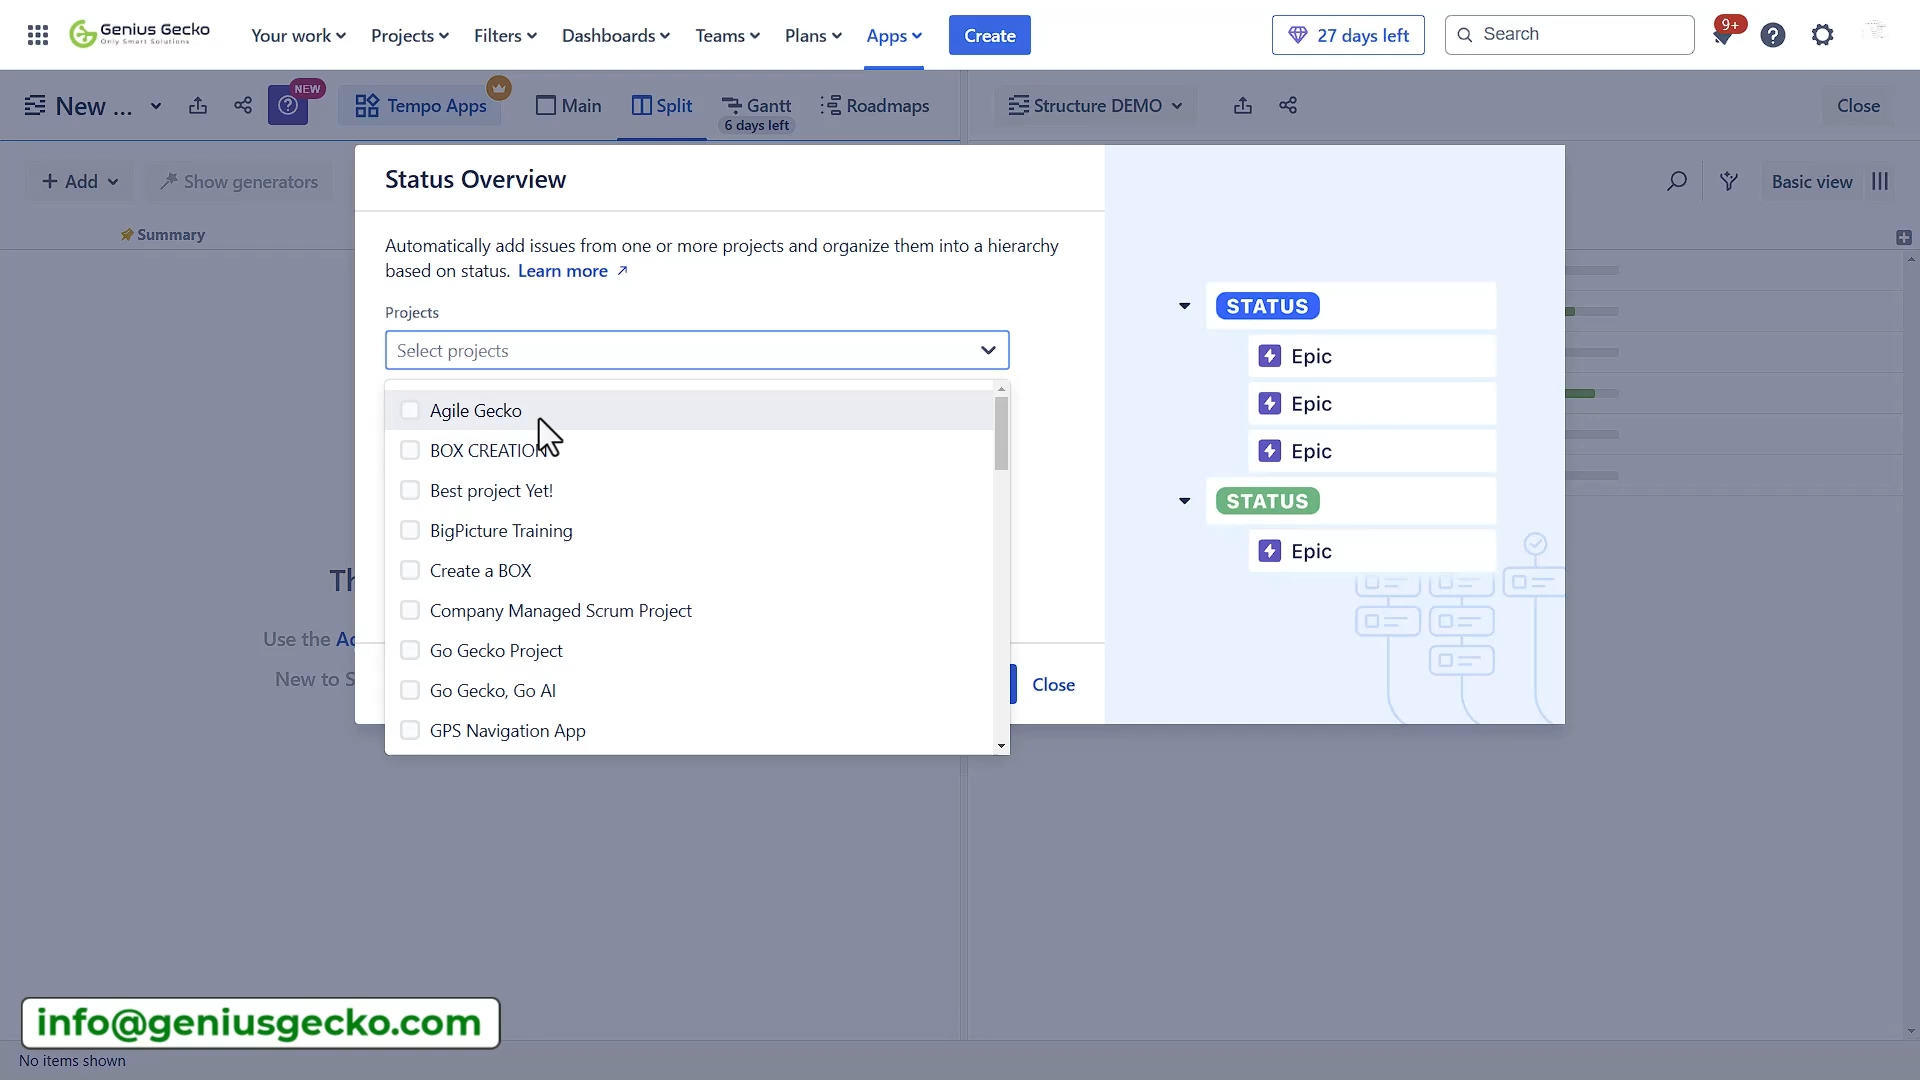 Genius Gecko
Only Smart Solutions
Your work
Projects
Filters
Dashboards
Teams
Plans
Apps
Create
27 days left
Search
9+
New ...
NEW
Tempo Apps
Main
Split
Gantt
6 days left
Roadmaps
Structure DEMO
Close
Add
Show generators
Basic view
Summary
Status Overview
Automatically add issues from one or more projects and organize them into a hierarchy
based on status. Learn more
Projects
Select projects
Agile Gecko
BOX CREATION
Best project Yet!
BigPicture Training
Create a BOX
Company Managed Scrum Project
Go Gecko Project
Go Gecko, Go AI
GPS Navigation App
Close
STATUS
Epic
Epic
Epic
STATUS
Epic
Use the
New to
info@geniusgecko.com
No items shown